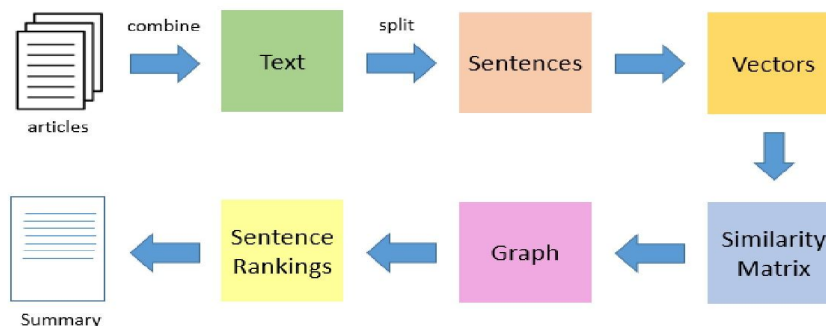 combine
split
Text
Sentences
Vectors
articles
Similarity
Matrix
Graph
Sentence
Rankings
Summary